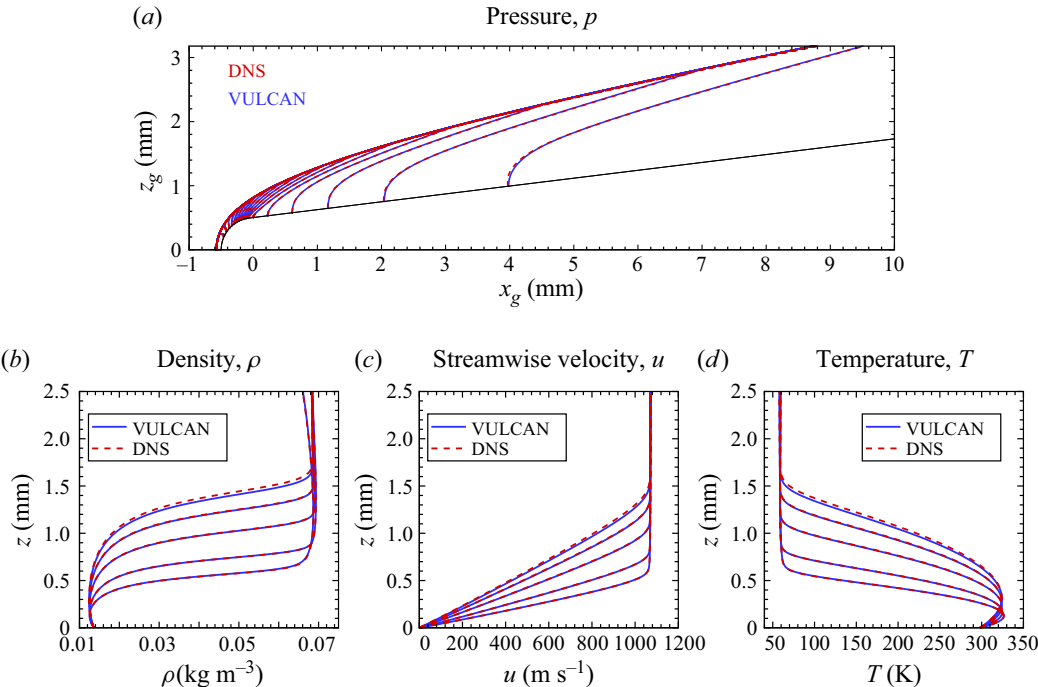 (a) Pressure, p
3
DNS
VULCAN
2
z_g (mm)
1
0
–1 0 1 2 3 4 5 6 7 8 9 10
x_g (mm)
(b) Density, ρ
(c) Streamwise velocity, u
(d) Temperature, T
2.5
VULCAN
DNS
2.0
1.5
z (mm)
1.0
0.5
0
0.01 0.03 0.05 0.07
ρ(kg m⁻³)
2.5
VULCAN
DNS
2.0
1.5
z (mm)
1.0
0.5
0
0 200 400 600 800 1000 1200
u (m s⁻¹)
2.5
VULCAN
DNS
2.0
1.5
z (mm)
1.0
0.5
0
50 100 150 200 250 300 350
T (K)